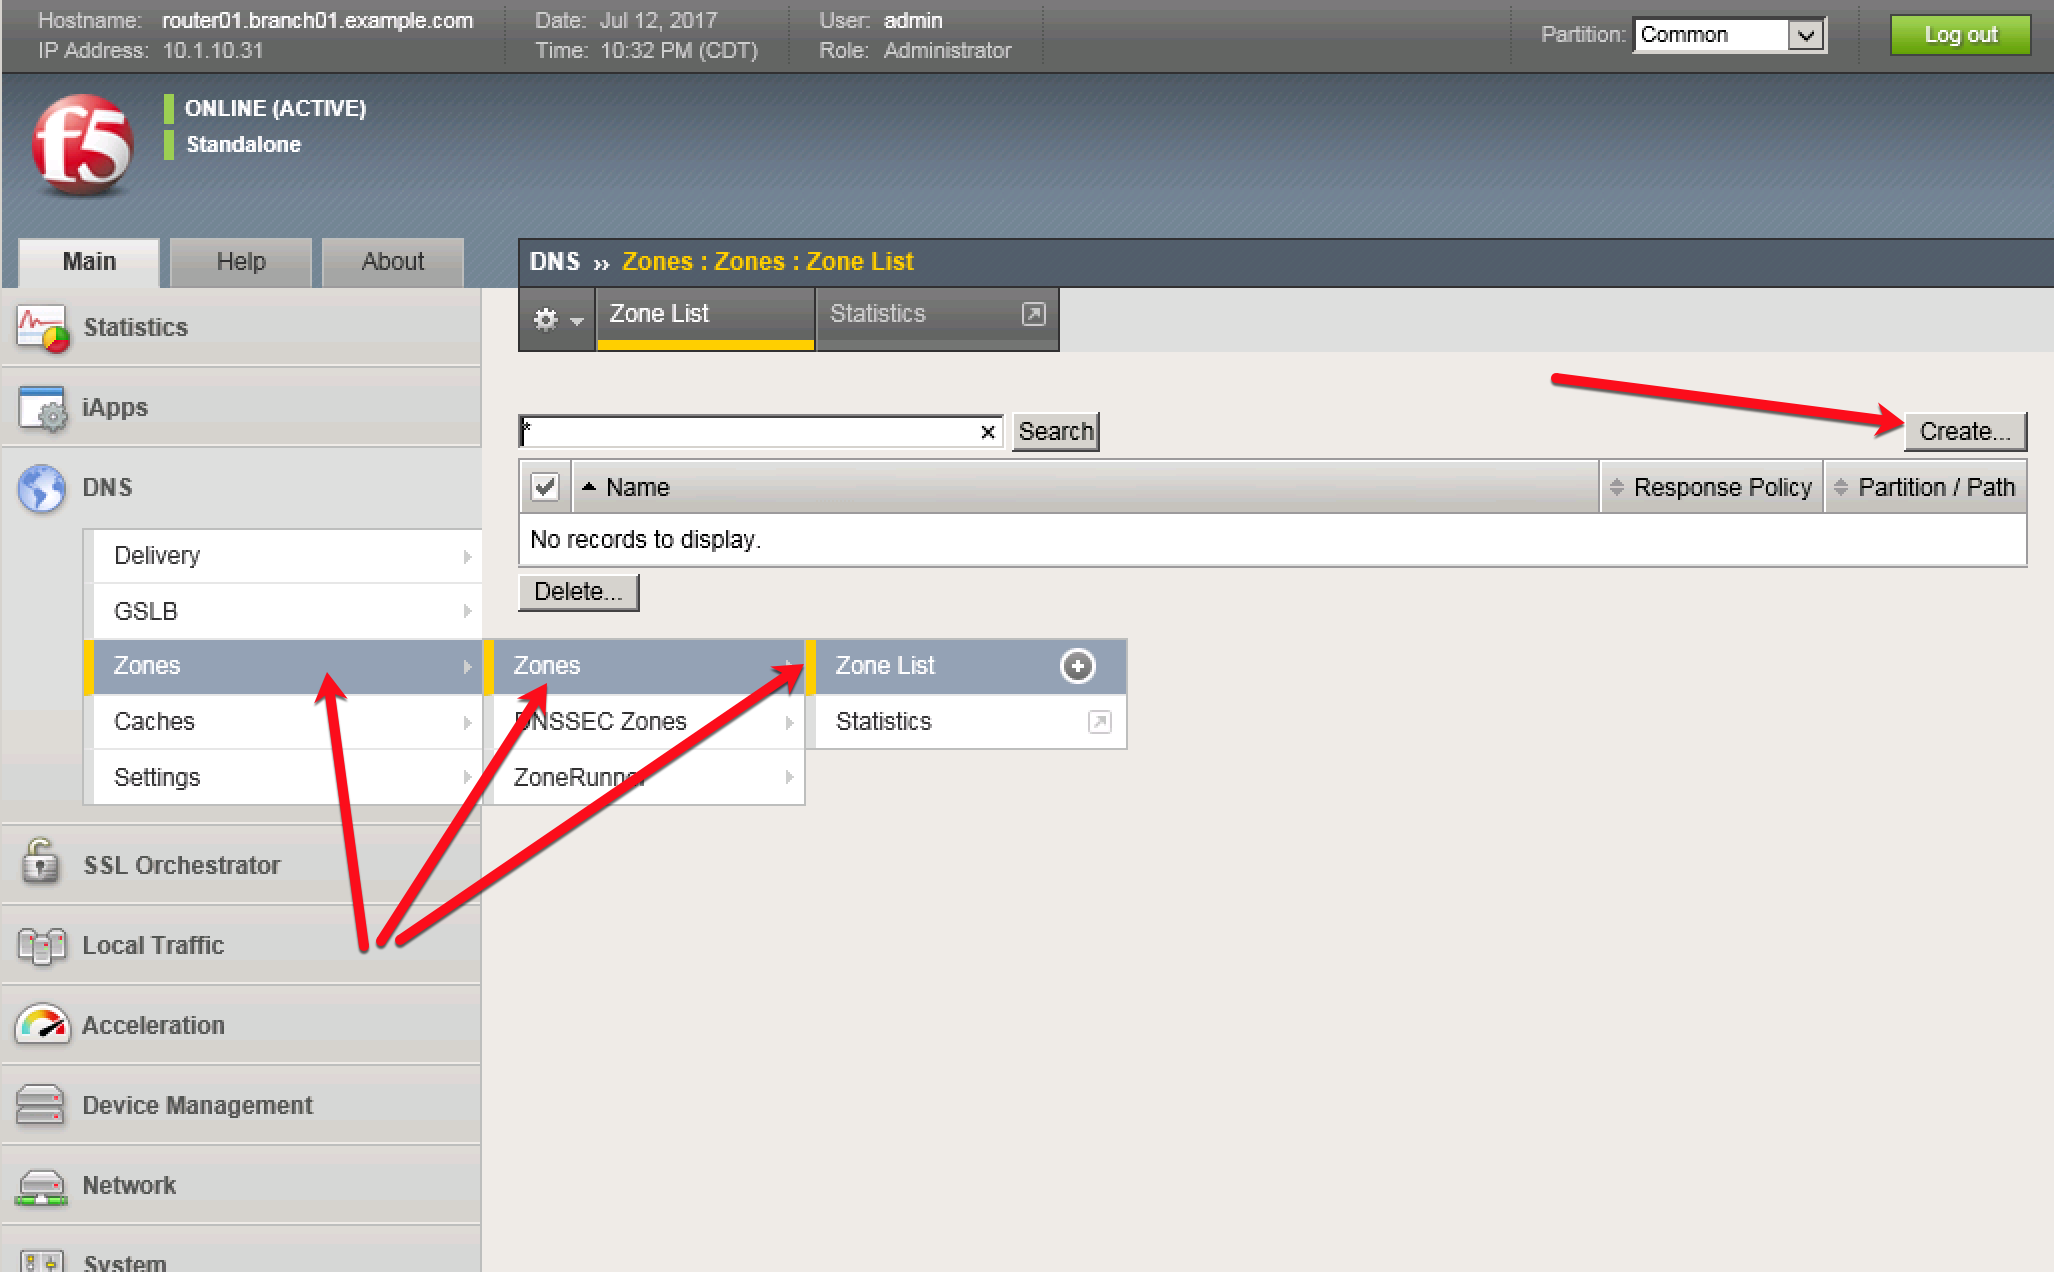 Hostname: router01.branch01.example.com Date: Jul 12, 2017 User: admin
IP Address: 10.1.10.31 Time: 10:32 PM (CDT) Role: Administrator
Partition: Common Log out
f5
ONLINE (ACTIVE)
Standalone
Main Help About
DNS ›› Zones : Zones : Zone List
Zone List Statistics
Statistics
iApps
DNS
Delivery
GSLB
Zones
Caches
Settings
SSL Orchestrator
Local Traffic
Acceleration
Device Management
Network
System
* × Search Create...
Name Response Policy Partition / Path
No records to display.
Delete...
Zones
DNSSEC Zones
ZoneRunner
Zone List
Statistics